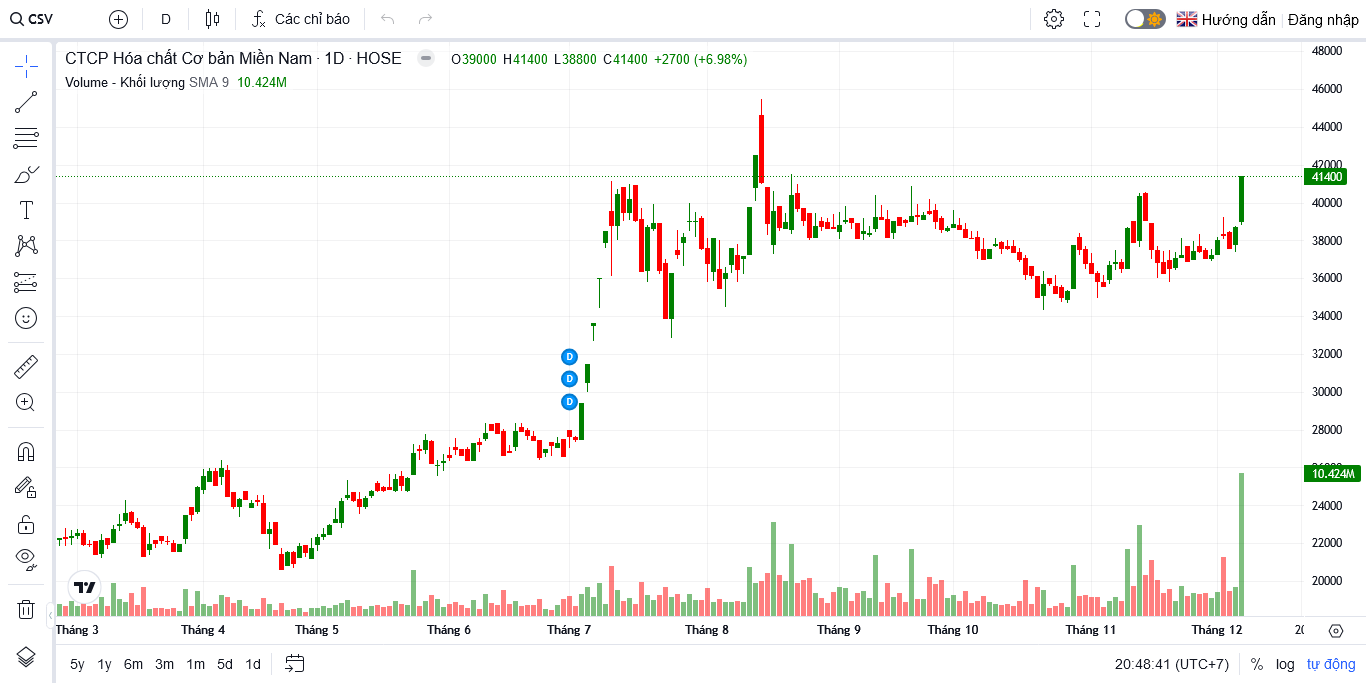 CSV D Các chỉ báo Hướng dẫn Đăng nhập
CTCP Hóa chất Cơ bản Miền Nam · 1D · HOSE O39000 H41400 L38800 C41400 +2700 (+6.98%)
Volume - Khối lượng SMA 9 10.424M
48000
46000
44000
42000
41400
40000
38000
36000
34000
32000
30000
28000
26000
10.424M
24000
22000
20000
D
D
D
Tháng 3 Tháng 4 Tháng 5 Tháng 6 Tháng 7 Tháng 8 Tháng 9 Tháng 10 Tháng 11 Tháng 12 20
5y 1y 6m 3m 1m 5d 1d 20:48:41 (UTC+7) % log tự động